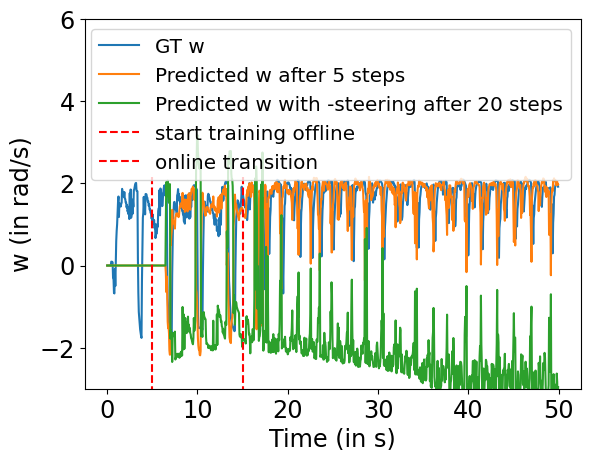 6
4
2
0
−2
w (in rad/s)
GT w
Predicted w after 5 steps
Predicted w with -steering after 20 steps
start training offline
online transition
0 10 20 30 40 50
Time (in s)